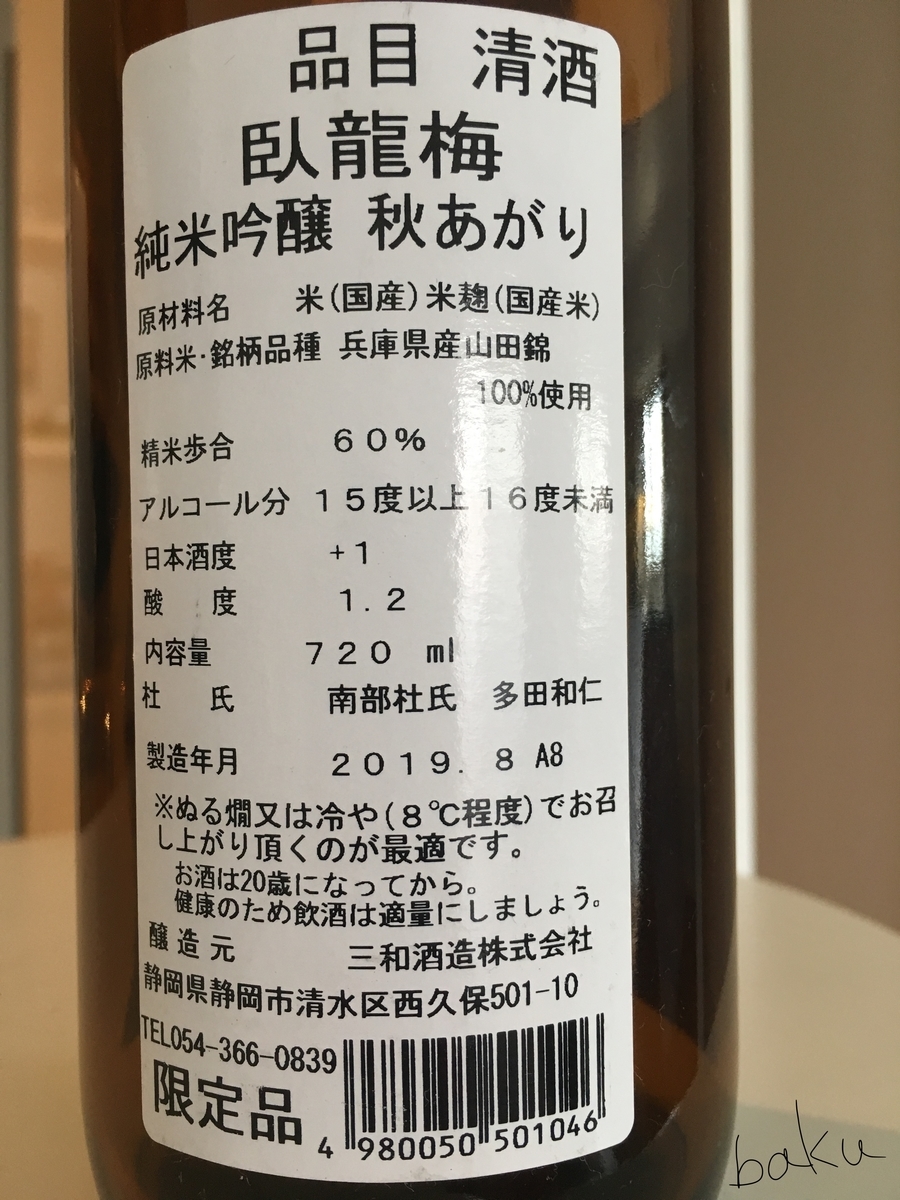 品目 清酒
臥龍梅
純米吟醸 秋あがり
原材料名 米(国産)米麹(国産米)
原料米・銘柄品種 兵庫県産山田錦
100%使用
精米歩合 60%
アルコール分 15度以上16度未満
日本酒度 +1
酸度 1.2
内容量 720 ml
杜氏 南部杜氏 多田和仁
製造年月 2019. 8 A8
※ぬる燗又は冷や(8℃程度)でお召
し上がり頂くのが最適です。
お酒は20歳になってから。
健康のため飲酒は適量にしましょう。
醸造元 三和酒造株式会社
静岡県静岡市清水区西久保501-10
TEL054-366-0839
限定品
4 980050 501046
baku